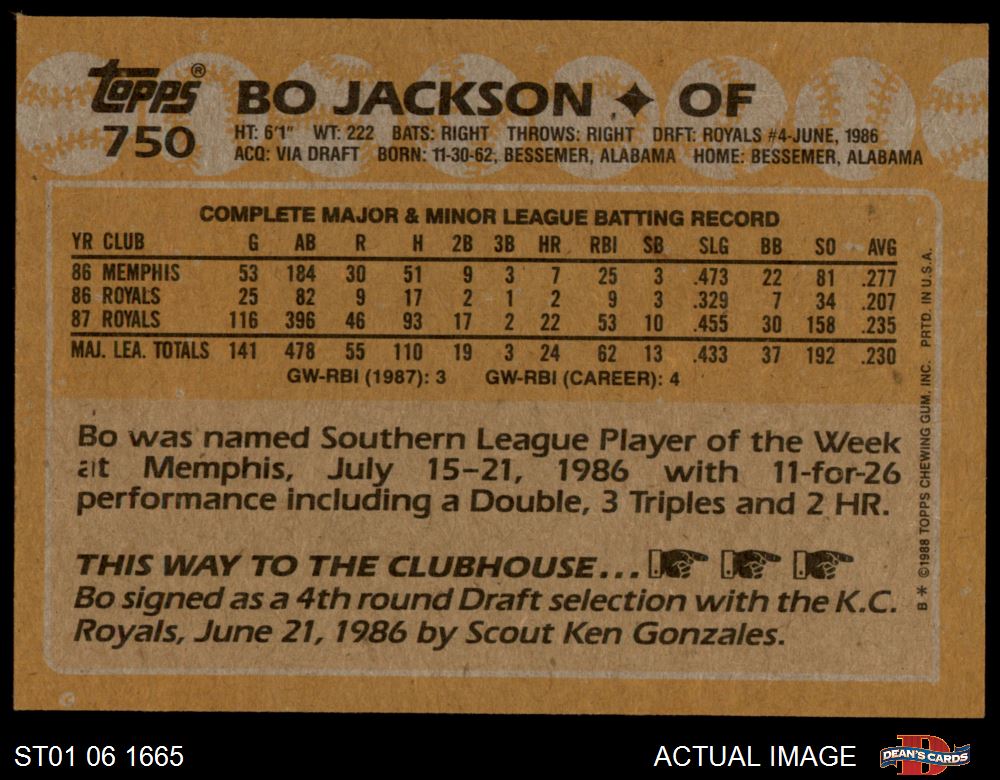 Topps® BO JACKSON ✦ OF
750 HT: 6'1" WT: 222 BATS: RIGHT THROWS: RIGHT DRFT: ROYALS #4-JUNE, 1986
ACQ: VIA DRAFT BORN: 11-30-62, BESSEMER, ALABAMA HOME: BESSEMER, ALABAMA
COMPLETE MAJOR & MINOR LEAGUE BATTING RECORD
YR CLUB G AB R H 2B 3B HR RBI SB SLG BB SO AVG
86 MEMPHIS 53 184 30 51 9 3 7 25 3 .473 22 81 .277
86 ROYALS 25 82 9 17 2 1 2 9 3 .329 7 34 .207
87 ROYALS 116 396 46 93 17 2 22 53 10 .455 30 158 .235
MAJ. LEA. TOTALS 141 478 55 110 19 3 24 62 13 .433 37 192 .230
GW-RBI (1987): 3 GW-RBI (CAREER): 4
Bo was named Southern League Player of the Week
at Memphis, July 15-21, 1986 with 11-for-26
performance including a Double, 3 Triples and 2 HR.
THIS WAY TO THE CLUBHOUSE...
Bo signed as a 4th round Draft selection with the K.C.
Royals, June 21, 1986 by Scout Ken Gonzales.
B * ©1988 TOPPS CHEWING GUM, INC. PRTD. IN U.S.A.
ST01 06 1665 ACTUAL IMAGE DEAN'S CARDS